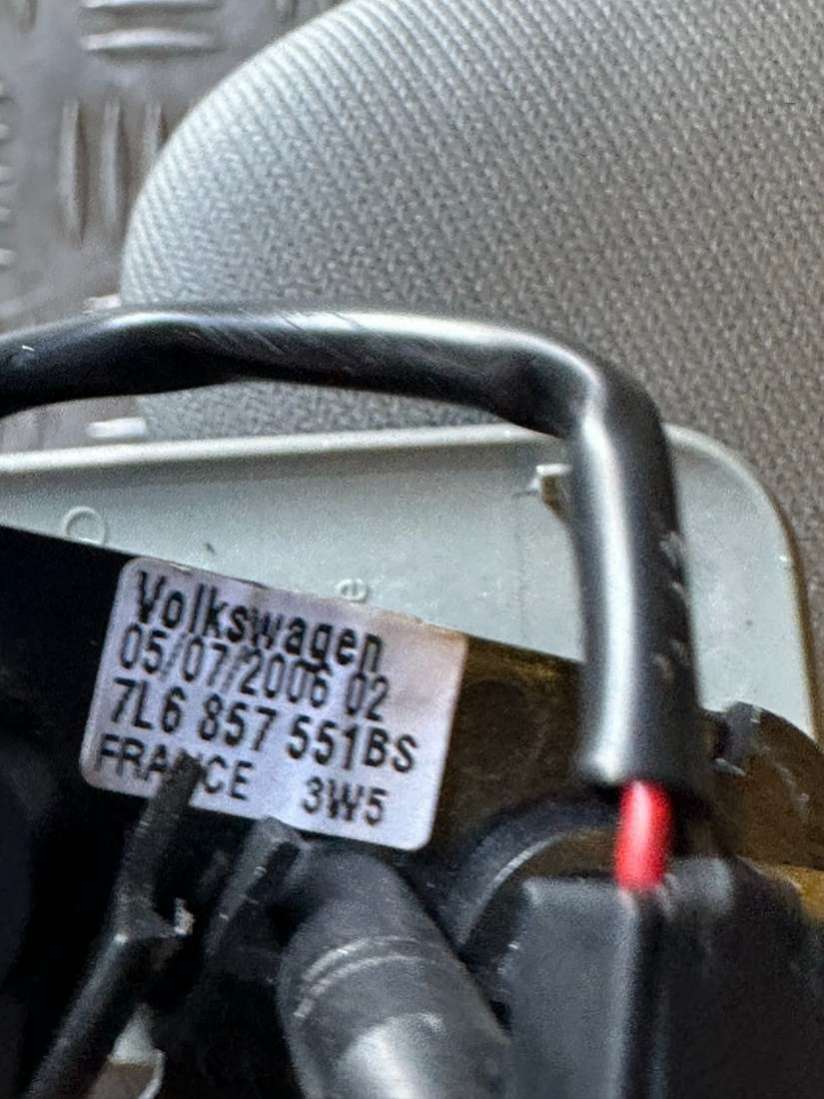 Volkswagen
05/07/2006 02
7L6 857 551BS
FRANCE 3W5